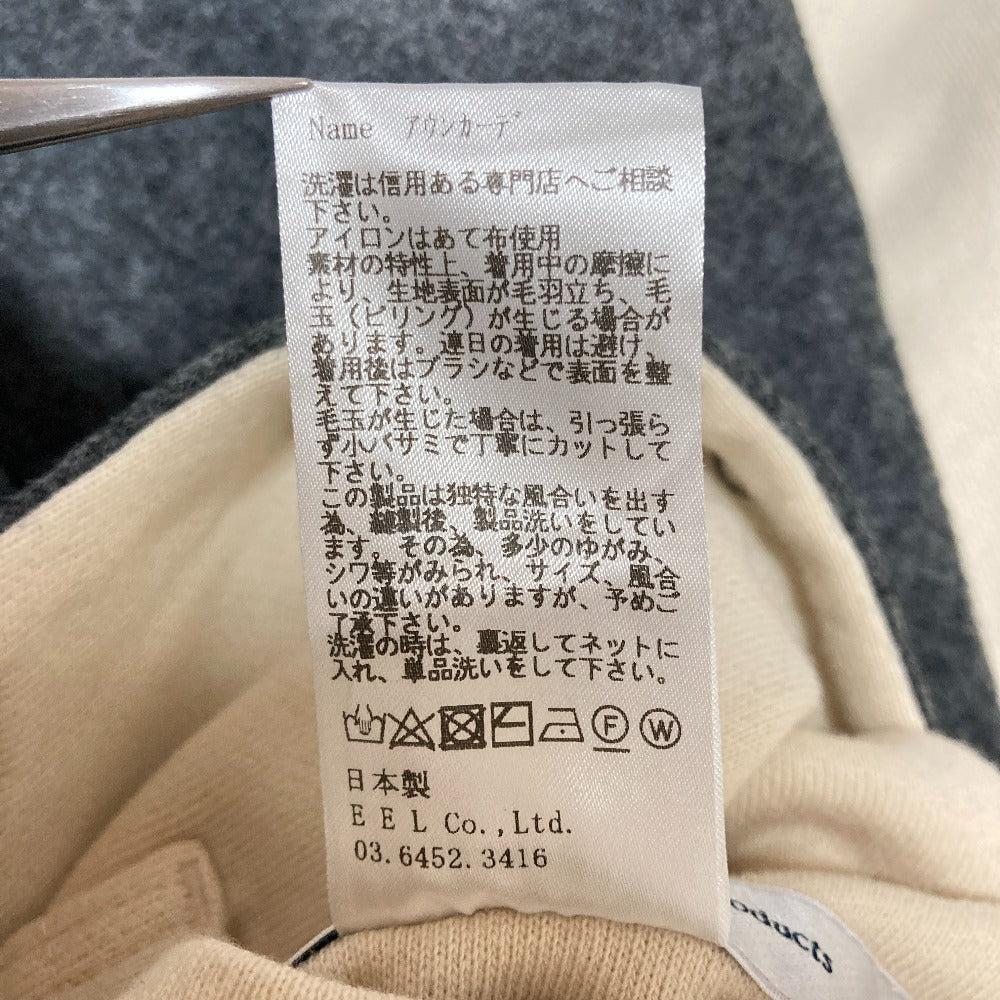 Name アウンカーデ
洗濯は信用ある専門店へご相談
下さい。
アイロンはあて布使用
素材の特性上、着用中の摩擦に
より、生地表面が毛羽立ち、毛
玉（ピリング）が生じる場合が
あります。連日の着用は避け、
着用後はブラシなどで表面を整
えて下さい。
毛玉が生じた場合は、引っ張ら
ず小バサミで丁寧にカットして
下さい。
この製品は独特な風合いを出す
為、縫製後、製品洗いをしてい
ます。その為、多少のゆがみ、
シワ等がみられ、サイズ、風合
いの違いがありますが、予めご
了承下さい。
洗濯の時は、裏返してネットに
入れ、単品洗いをして下さい。
F W
日本製
EEL Co.,Ltd.
03.6452.3416
oducts